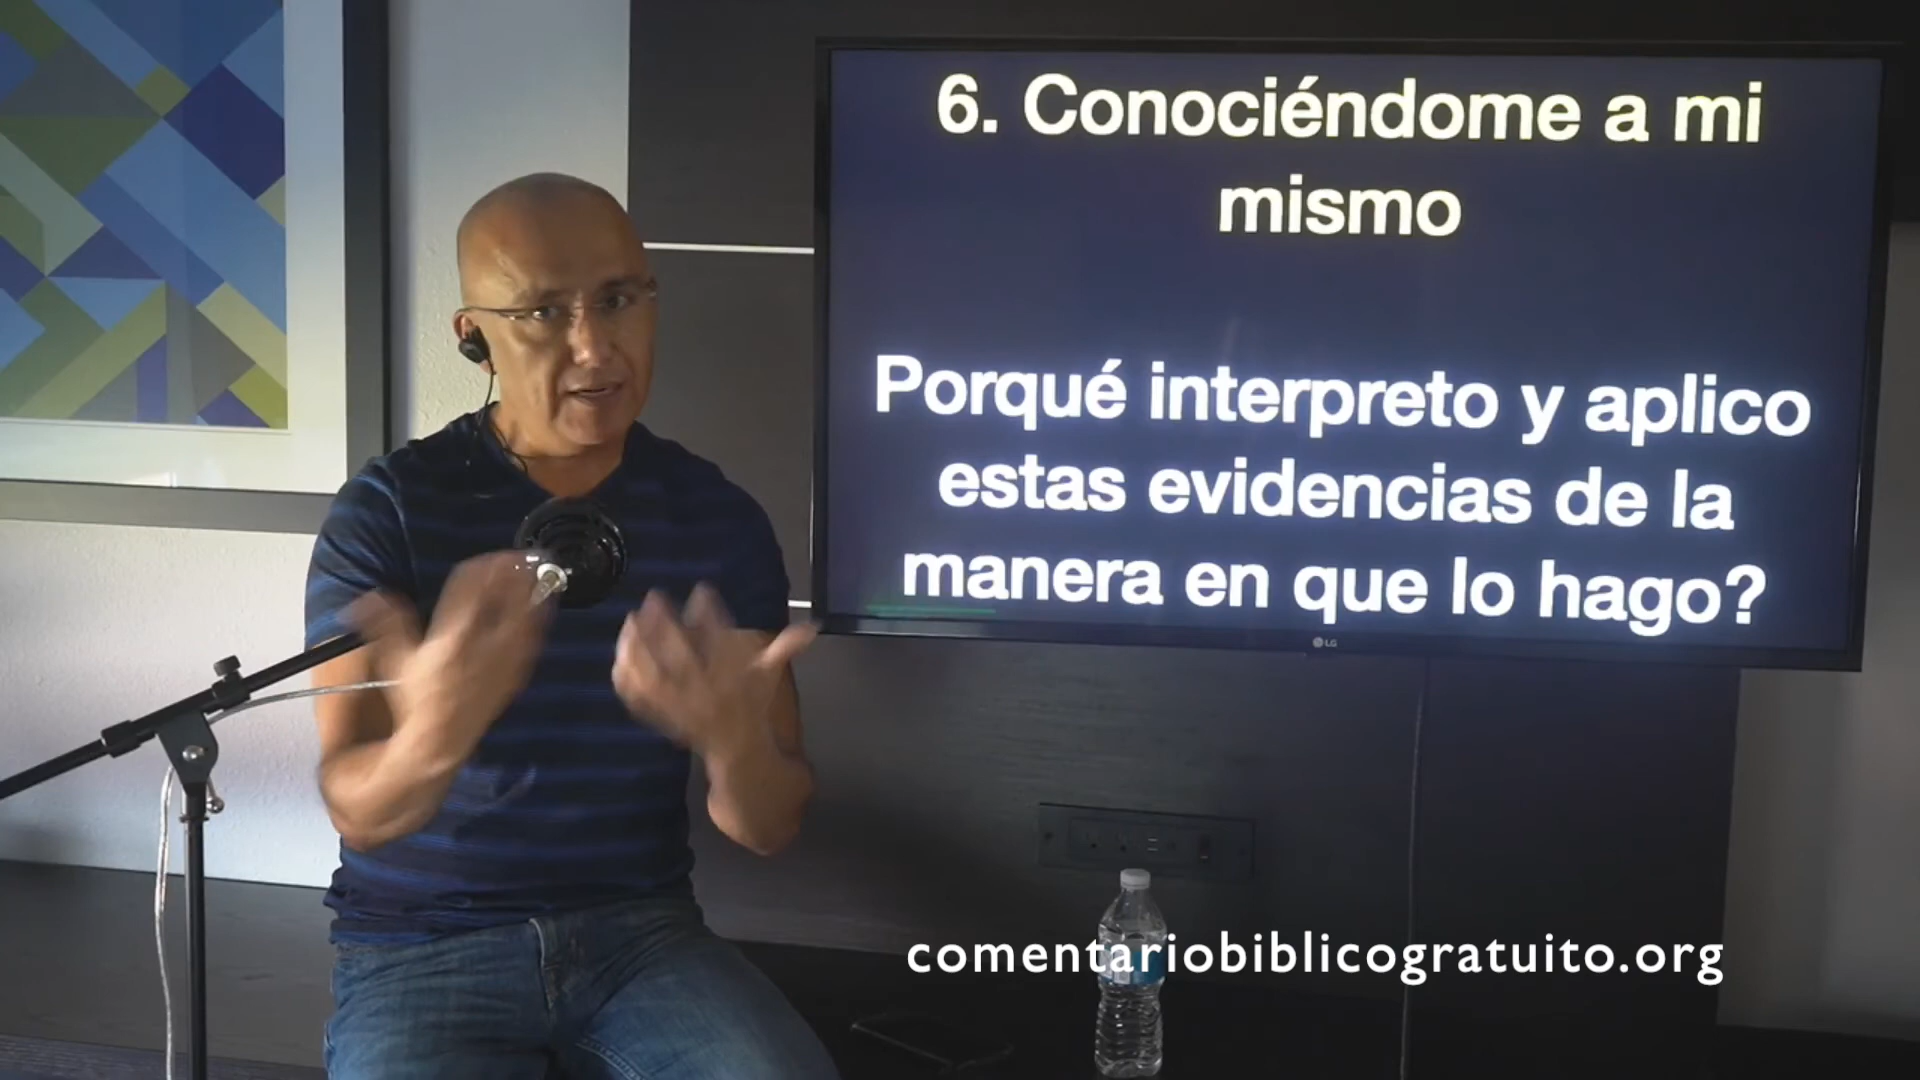 6. Conociéndome a mi
mismo
Porqué interpreto y aplico
estas evidencias de la
manera en que lo hago?
LG
comentariobiblicogratuito.org